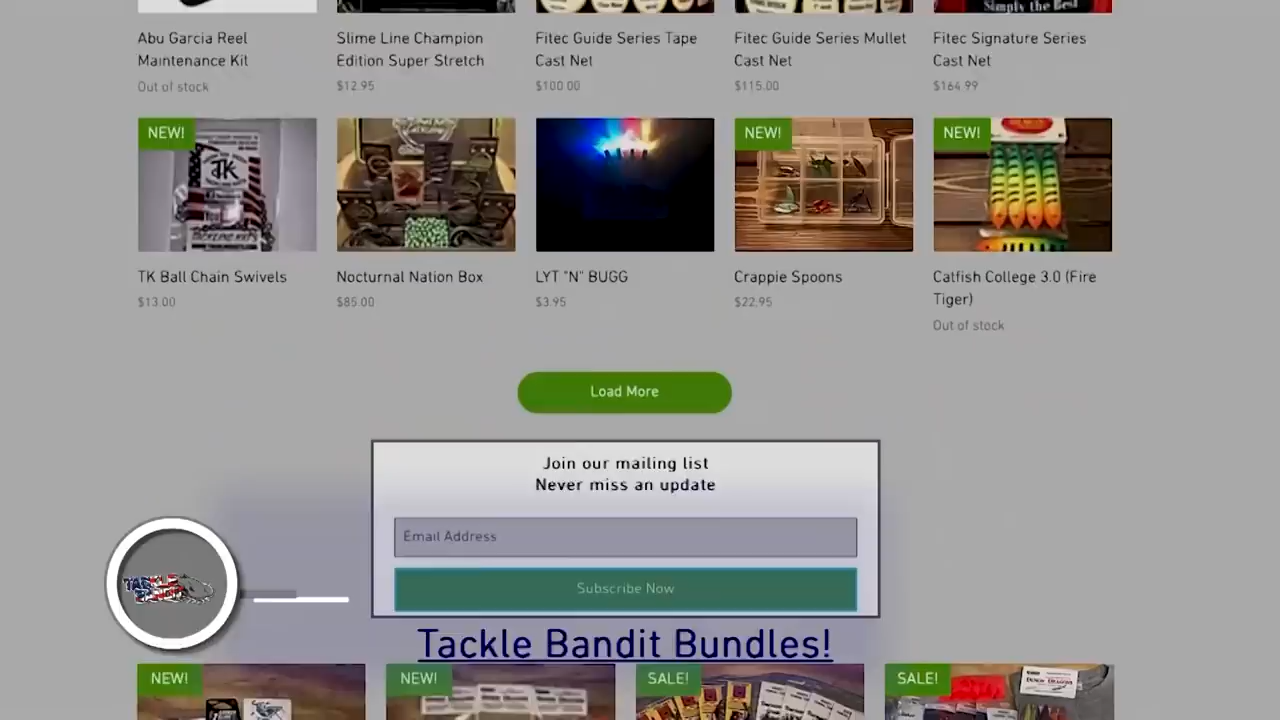 Simply the Best
Abu Garcia Reel
Maintenance Kit
Out of stock
Slime Line Champion
Edition Super Stretch
$12.95
Fitec Guide Series Tape
Cast Net
$100.00
Fitec Guide Series Mullet
Cast Net
$115.00
Fitec Signature Series
Cast Net
$164.99
NEW!
TK
NEW!
NEW!
TK Ball Chain Swivels
$13.00
Nocturnal Nation Box
$85.00
LYT "N" BUGG
$3.95
Crappie Spoons
$22.95
Catfish College 3.0 (Fire
Tiger)
Out of stock
Load More
Join our mailing list
Never miss an update
Email Address
Subscribe Now
TACKLE
BANDIT
Tackle Bandit Bundles!
NEW!
NEW!
SALE!
SALE!